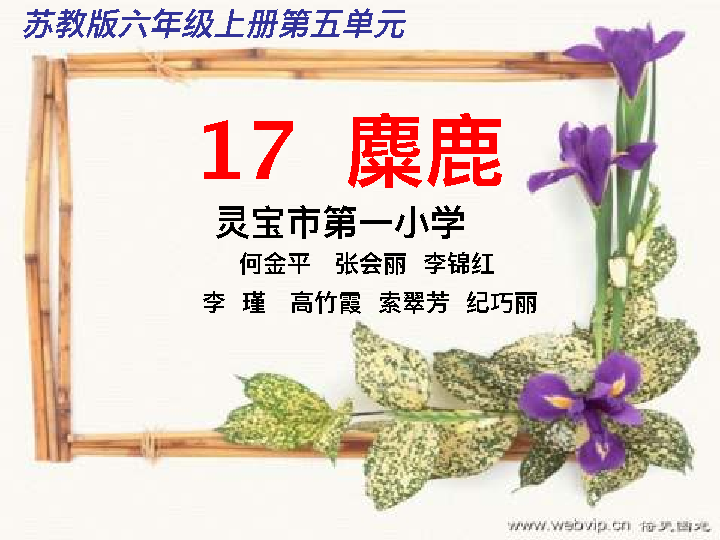 苏教版六年级上册第五单元
17 麋鹿
灵宝市第一小学
何金平 张会丽 李锦红
李 瑾 高竹霞 索翠芳 纪巧丽
www.webvip.cn